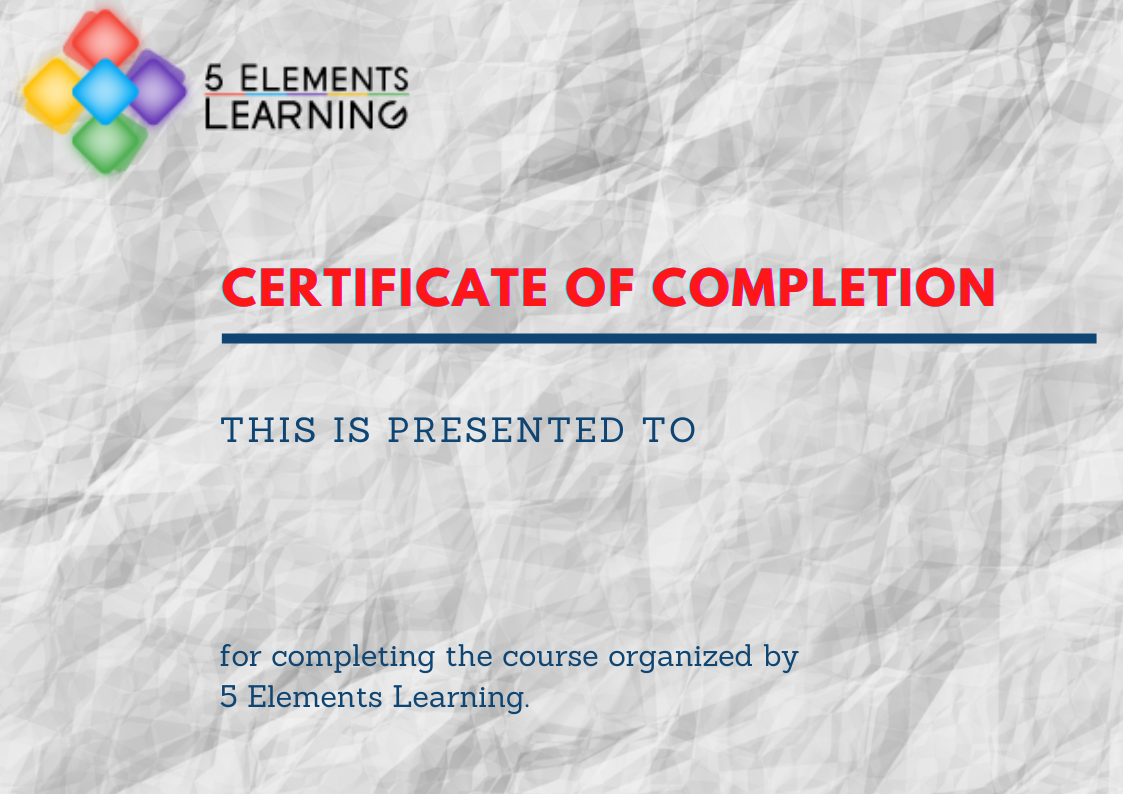 5 ELEMENTS
LEARNING
CERTIFICATE OF COMPLETION
THIS IS PRESENTED TO
for completing the course organized by
5 Elements Learning.